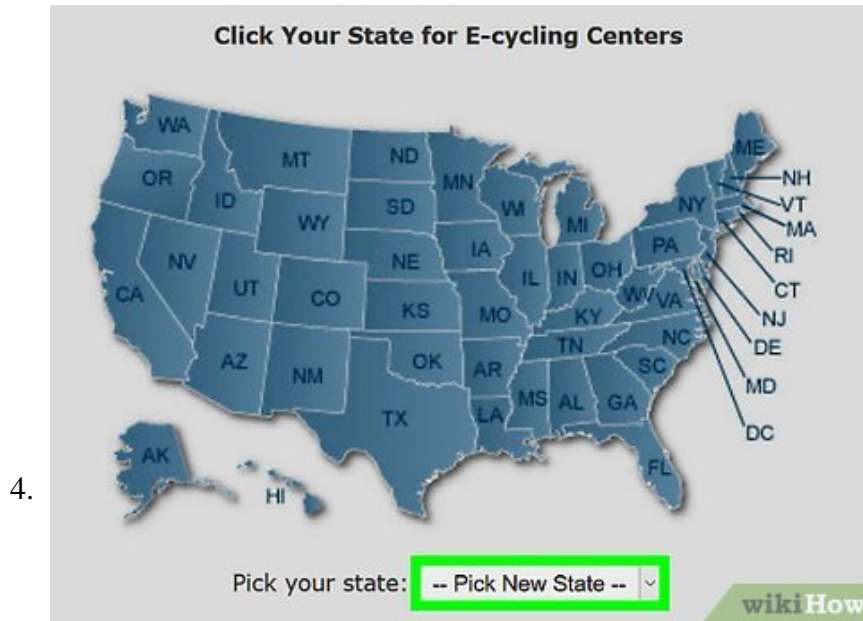 Click Your State for E-cycling Centers
WA
MT
ND
ME
OR
MN
NH
ID
SD
WI
VT
WY
MI
NY
MA
RI
NV
NE
IA
PA
CT
CA
UT
CO
IL
IN
OH
WV
VA
NJ
KS
MO
KY
DE
AZ
NM
OK
TN
NC
MD
AR
SC
TX
MS
AL
GA
DC
LA
AK
FL
HI
4.
Pick your state: -- Pick New State --
wikiHow